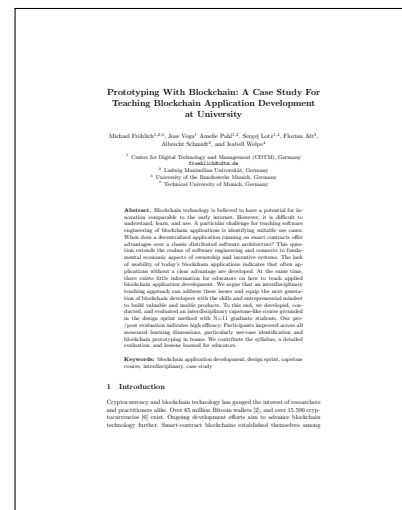 Prototyping With Blockchain: A Case Study For
Teaching Blockchain Application Development
at University
Michael Fröhlich1,2,3, Jose Vega1 Amelie Pahl1,2, Sergej Lotz1,4, Florian Alt3,
Albrecht Schmidt2, and Isabell Welpe4
1 Center for Digital Technology and Management (CDTM), Germany
froehlich@cdtm.de
2 Ludwig Maximilian Universität, Germany
3 University of the Bundeswehr Munich, Germany
4 Technical University of Munich, Germany
Abstract. Blockchain technology is believed to have a potential for in-
novation comparable to the early internet. However, it is difficult to
understand, learn, and use. A particular challenge for teaching software
engineering of blockchain applications is identifying suitable use cases:
When does a decentralized application running on smart contracts offer
advantages over a classic distributed software architecture? This ques-
tion extends the realms of software engineering and connects to funda-
mental economic aspects of ownership and incentive systems. The lack
of usability of today's blockchain applications indicates that often ap-
plications without a clear advantage are developed. At the same time,
there exists little information for educators on how to teach applied
blockchain application development. We argue that an interdisciplinary
teaching approach can address these issues and equip the next genera-
tion of blockchain developers with the skills and entrepreneurial mindset
to build valuable and usable products. To this end, we developed, con-
ducted, and evaluated an interdisciplinary capstone-like course grounded
in the design sprint method with N=11 graduate students. Our pre-
/post evaluation indicates high efficacy: Participants improved across all
measured learning dimensions, particularly use-case identification and
blockchain prototyping in teams. We contribute the syllabus, a detailed
evaluation, and lessons learned for educators.
Keywords: blockchain application development, design sprint, capstone
course, interdisciplinary, case study
1 Introduction
Cryptocurrency and blockchain technology has gauged the interest of researchers
and practitioners alike. Over 65 million Bitcoin wallets [2], and over 15.500 cryp-
tocurrencies [6] exist. Ongoing development efforts aim to advance blockchain
technology further. Smart-contract blockchains established themselves among